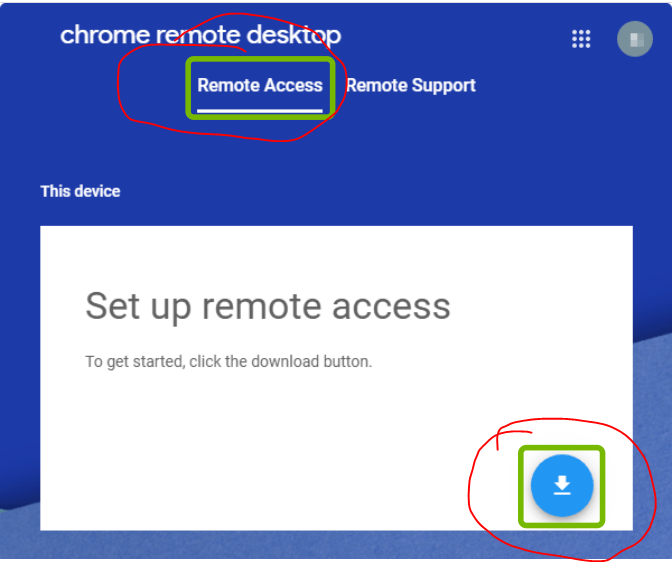 chrome remote desktop
Remote Access Remote Support
This device
Set up remote access
To get started, click the download button.